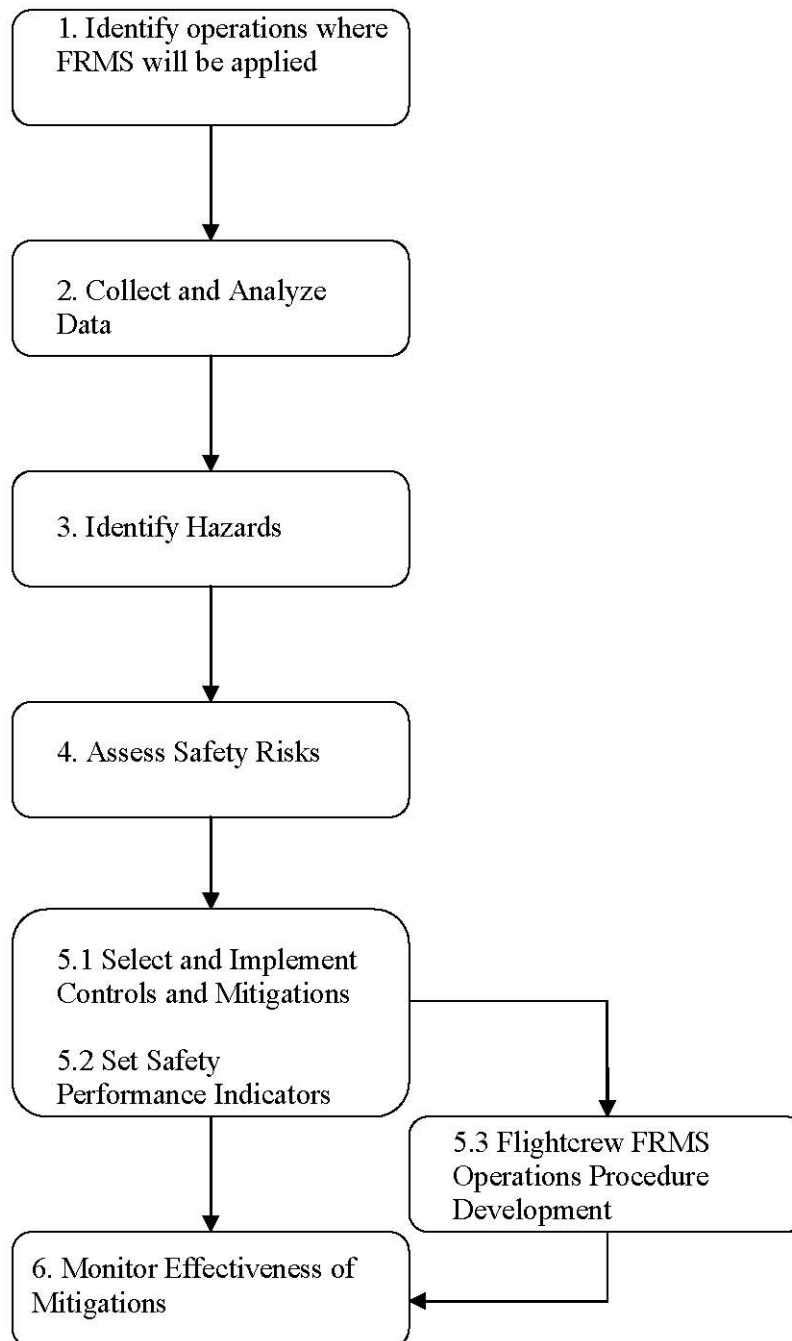 1. Identify operations where
FRMS will be applied
2. Collect and Analyze
Data
3. Identify Hazards
4. Assess Safety Risks
5.1 Select and Implement
Controls and Mitigations
5.2 Set Safety
Performance Indicators
5.3 Flightcrew FRMS
Operations Procedure
Development
6. Monitor Effectiveness of
Mitigations